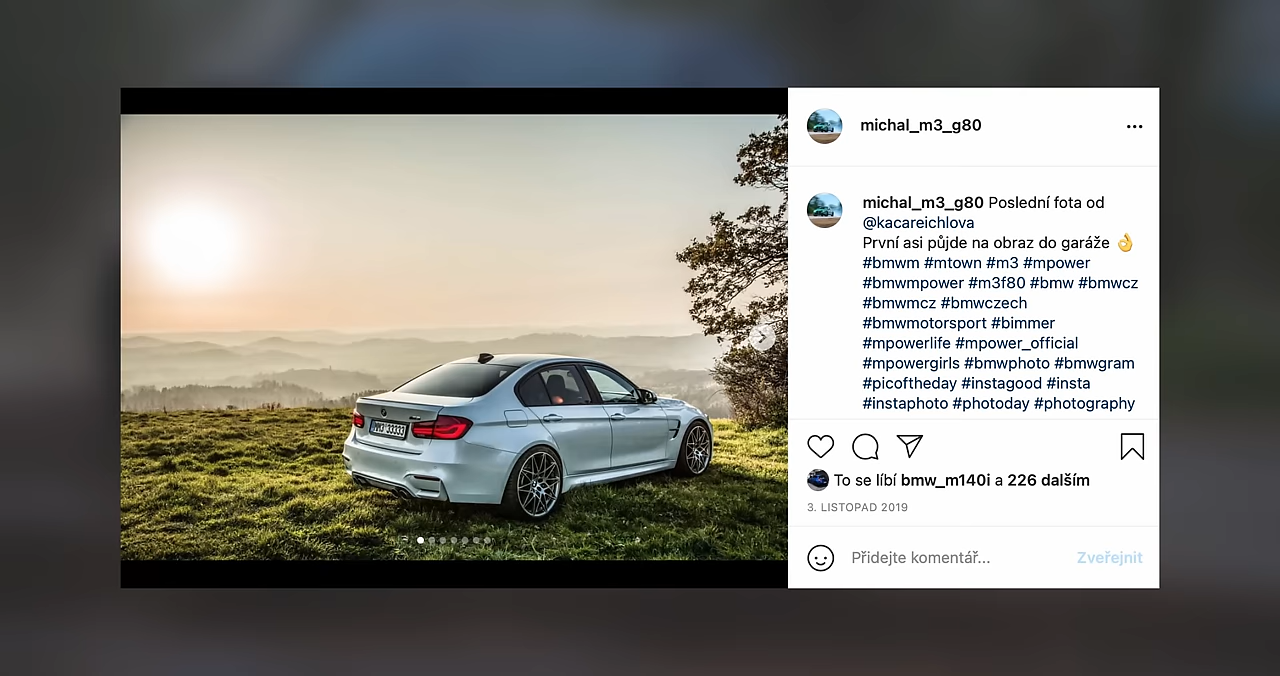 michal_m3_g80
michal_m3_g80 Poslední fota od
@kacareichlova
První asi půjde na obraz do garáže 👌
#bmwm #mtown #m3 #mpower
#bmwmpower #m3f80 #bmw #bmwcz
#bmwmcz #bmwczech
#bmwmotorsport #bimmer
#mpowerlife #mpower_official
#mpowergirls #bmwphoto #bmwgram
#picoftheday #instagood #insta
#instaphoto #photoday #photography
To se líbí bmw_m140i a 226 dalším
3. LISTOPAD 2019
Přidejte komentář...
Zveřejnit